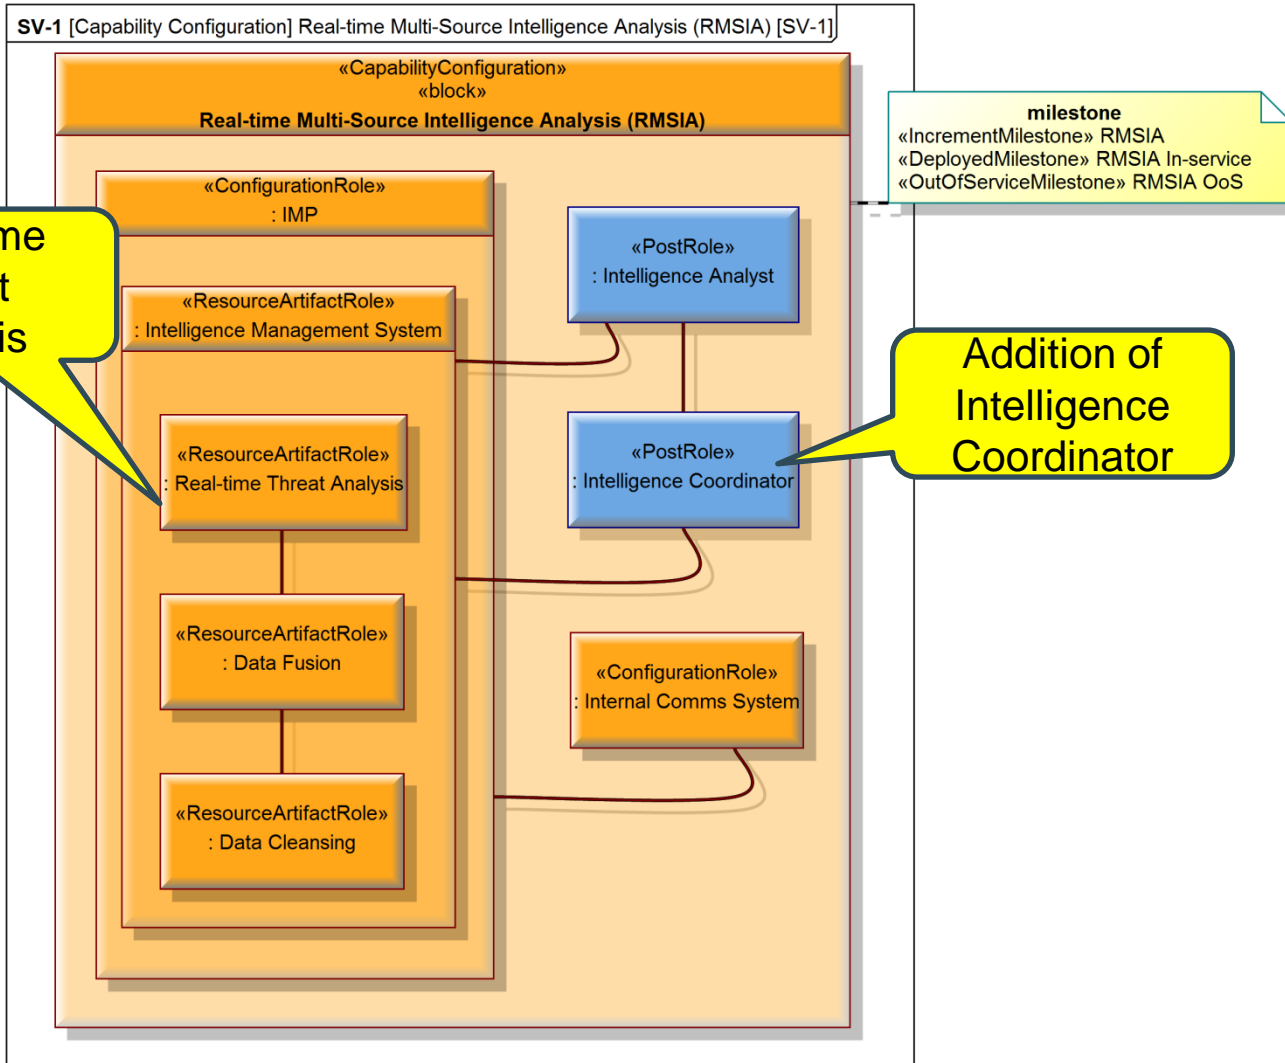 SV-1 [Capability Configuration] Real-time Multi-Source Intelligence Analysis (RMSIA) [SV-1]
«CapabilityConfiguration»
«block»
Real-time Multi-Source Intelligence Analysis (RMSIA)
milestone
«IncrementMilestone» RMSIA
«DeployedMilestone» RMSIA In-service
«OutOfServiceMilestone» RMSIA OoS
«ConfigurationRole»
: IMP
«ResourceArtifactRole»
: Intelligence Management System
«PostRole»
: Intelligence Analyst
Addition of
Intelligence
Coordinator
«ResourceArtifactRole»
: Real-time Threat Analysis
«PostRole»
: Intelligence Coordinator
«ResourceArtifactRole»
: Data Fusion
«ConfigurationRole»
: Internal Comms System
«ResourceArtifactRole»
: Data Cleansing